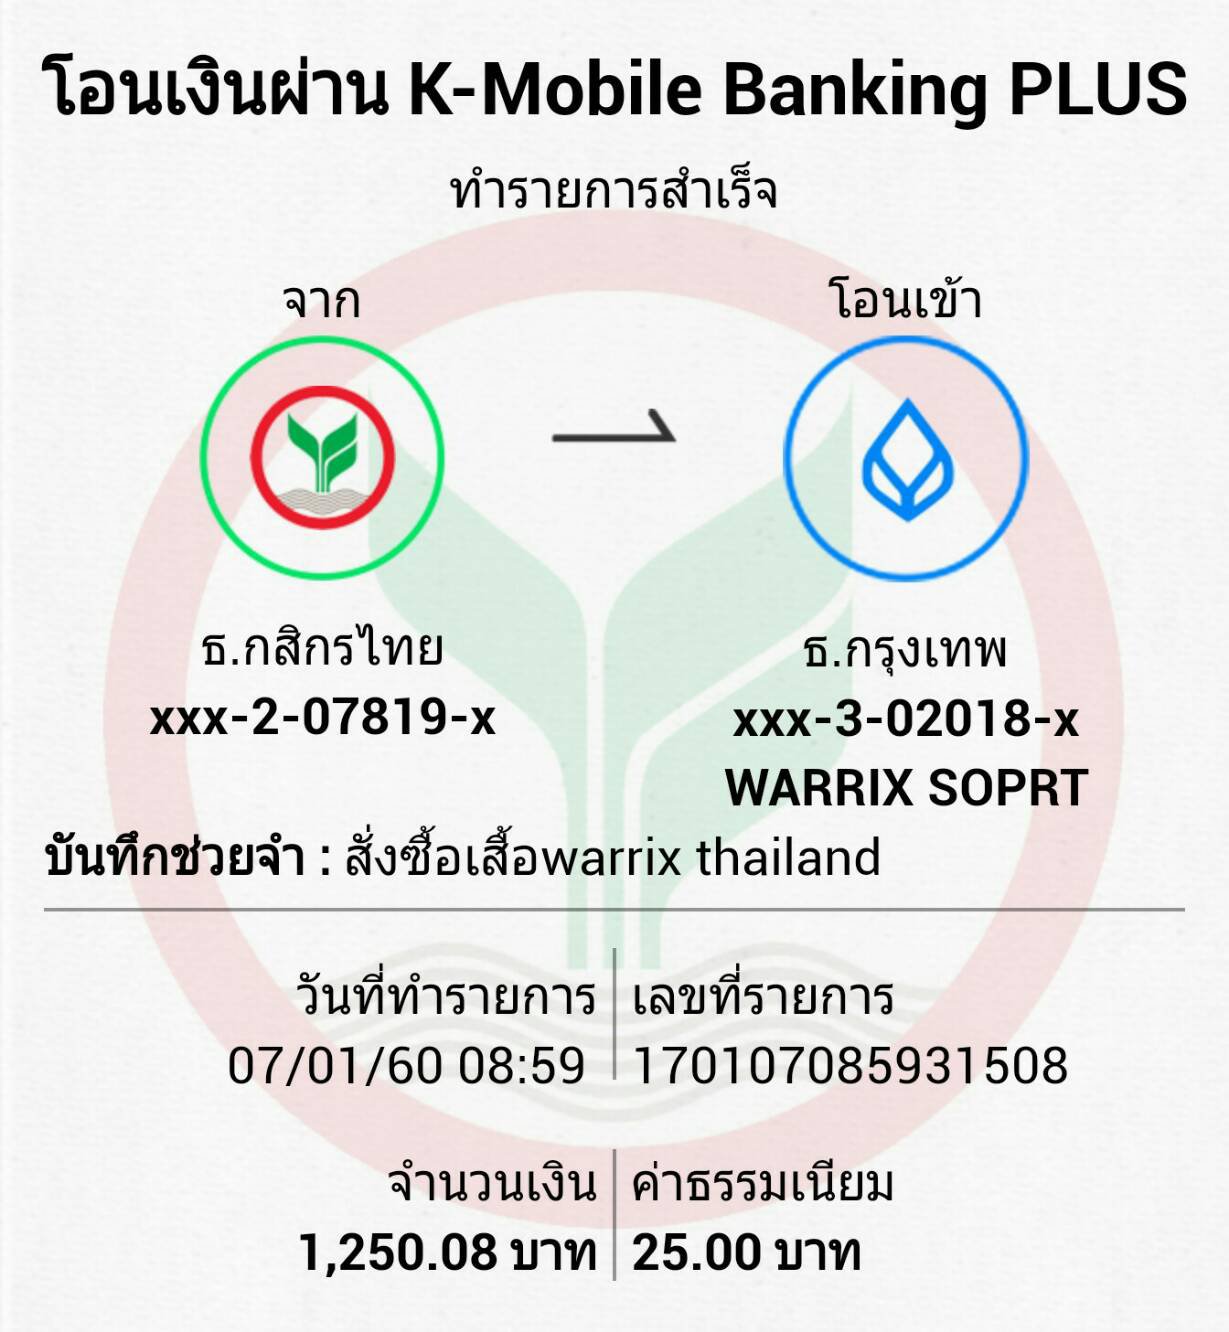 โอนเงินผ่าน K-Mobile Banking PLUS
ทำรายการสำเร็จ
จาก
โอนเข้า
ธ.กสิกรไทย
xxx-2-07819-x
ธ.กรุงเทพ
xxx-3-02018-x
WARRIX SOPRT
บันทึกช่วยจำ : สั่งซื้อเสื้อwarrix thailand
วันที่ทำรายการ
07/01/60 08:59
เลขที่รายการ
170107085931508
จำนวนเงิน
1,250.08 บาท
ค่าธรรมเนียม
25.00 บาท